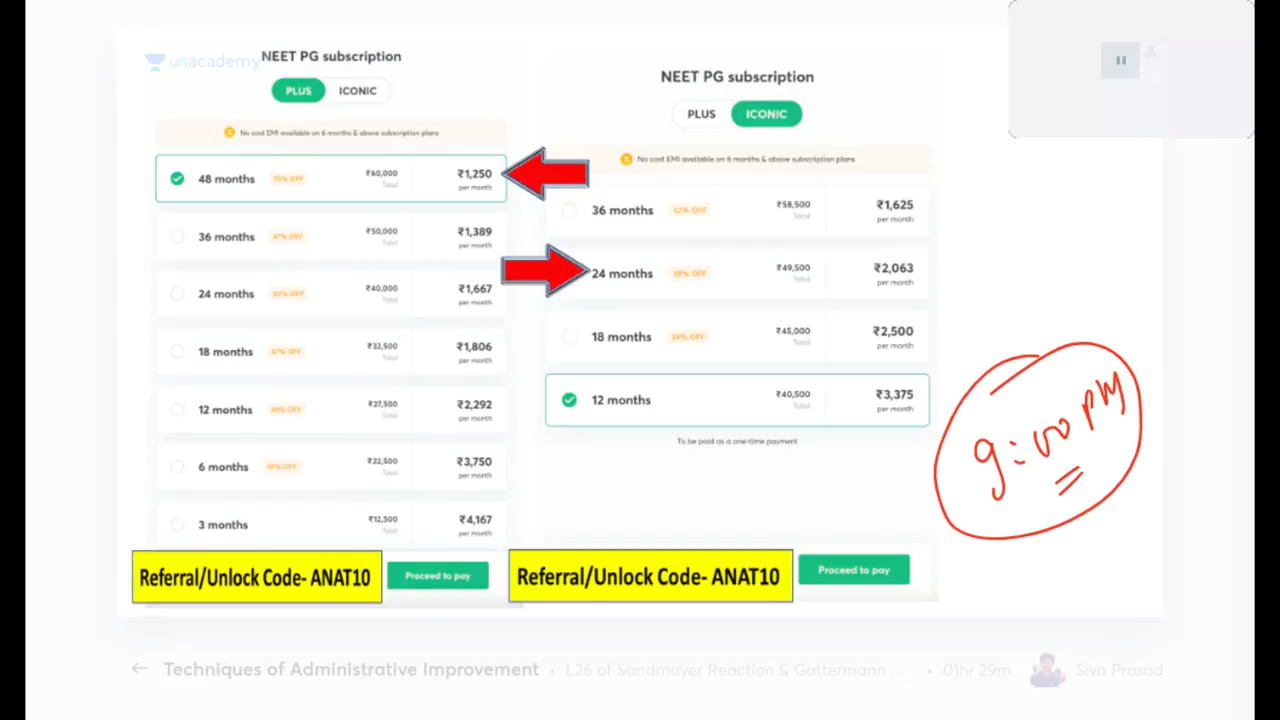 unacademy
NEET PG subscription
PLUS ICONIC
No cost EMI available on 6 months & above subscription plans
48 months ₹60,000 ₹1,250
Total per month
36 months ₹50,000 ₹1,389
Total per month
24 months 60% OFF ₹40,000 ₹1,667
Total per month
18 months 57% OFF ₹32,500 ₹1,806
Total per month
12 months ₹27,500 ₹2,292
Total per month
6 months ₹22,500 ₹3,750
Total per month
3 months ₹12,500 ₹4,167
Total per month
Referral/Unlock Code- ANAT10 Proceed to pay
NEET PG subscription
PLUS ICONIC
No cost EMI available on 6 months & above subscription plans
36 months 52% OFF ₹58,500 ₹1,625
Total per month
24 months 39% OFF ₹49,500 ₹2,063
Total per month
18 months 26% OFF ₹45,000 ₹2,500
Total per month
12 months ₹40,500 ₹3,375
Total per month
To be paid as a one-time payment
Referral/Unlock Code- ANAT10 Proceed to pay
9:00 PM
Techniques of Administrative Improvement • L26 of Sandmayer Reaction & Gattermann ... • 01hr 29m Siva Prasad